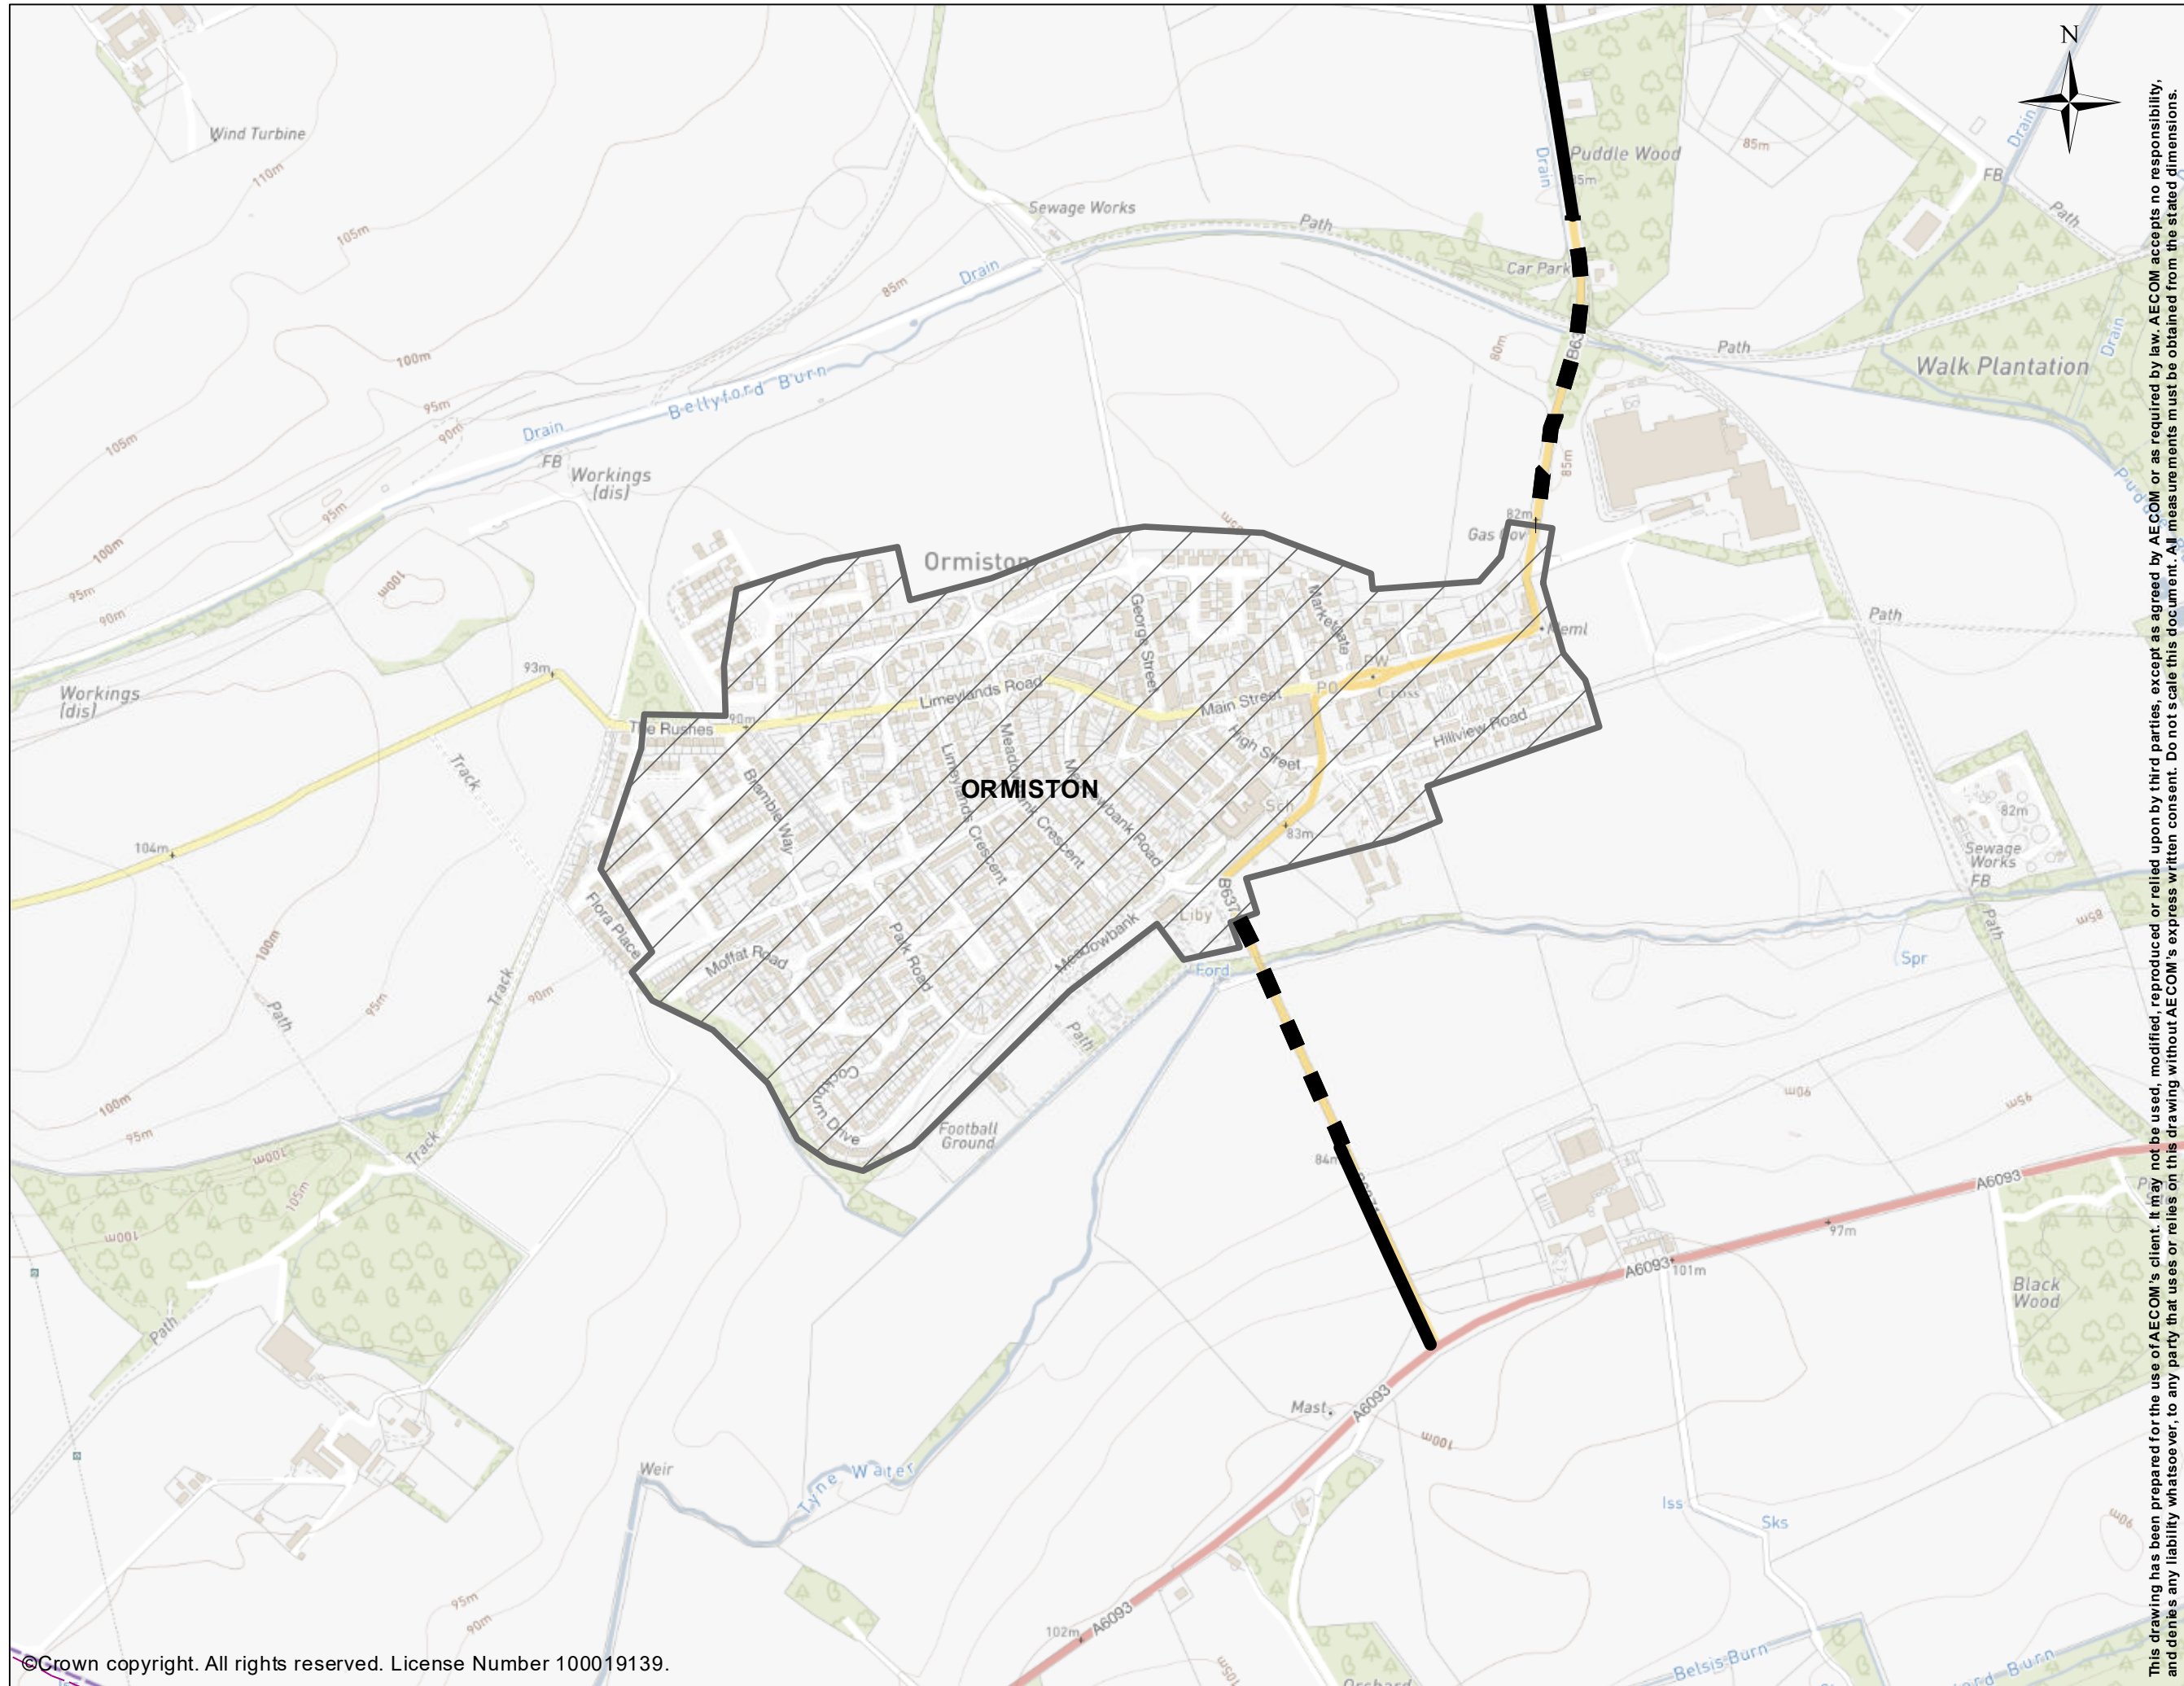 N
Wind Turbine
110m
105m
Drain
Puddle Wood
85m
Drain
FB
Path
Sewage Works
Path
Car Park
Drain
85m
80m
Path
Drain
Walk Plantation
100m
95m
90m
105m
Bellyford Burn
Drain
FB
Workings
(dis)
95m
100m
100m
95m
90m
85m
82m
Ormiston
Meml
Path
George Street
Marketgate
PW
PO
Cross
93m
Limeylands Road
Main Street
90m
The Rushes
Hillview Road
High Street
Workings
(dis)
Track
ORMISTON
Bramble Way
Limeylands Crescent
Meadowbank Road
Sch
83m
82m
Sewage
Works
FB
104m
Flora Place
Liby
Path
85m
Moffat Road
Park Road
Meadowbank
Ford
Spr
100m
Path
95m
Track
90m
Path
90m
95m
100m
95m
Cockburn Drive
Football
Ground
Track
84m
100m
105m
100m
A6093
97m
A6093
101m
Black
Wood
Path
Mast
A6093
100m
Weir
Tyne Water
Iss
Sks
90m
95m
90m
A6093
102m
105m
Belsis Burn
©Crown copyright. All rights reserved. License Number 100019139.
This drawing has been prepared for the use of AECOM's client. It may not be used, modified, reproduced or relied upon by third parties, except as agreed by AECOM or as required by law. AECOM accepts no responsibility,
and denies any liability whatsoever, to any party that uses or relies on this drawing without AECOM's express written consent. Do not scale this document. All measurements must be obtained from the stated dimensions.